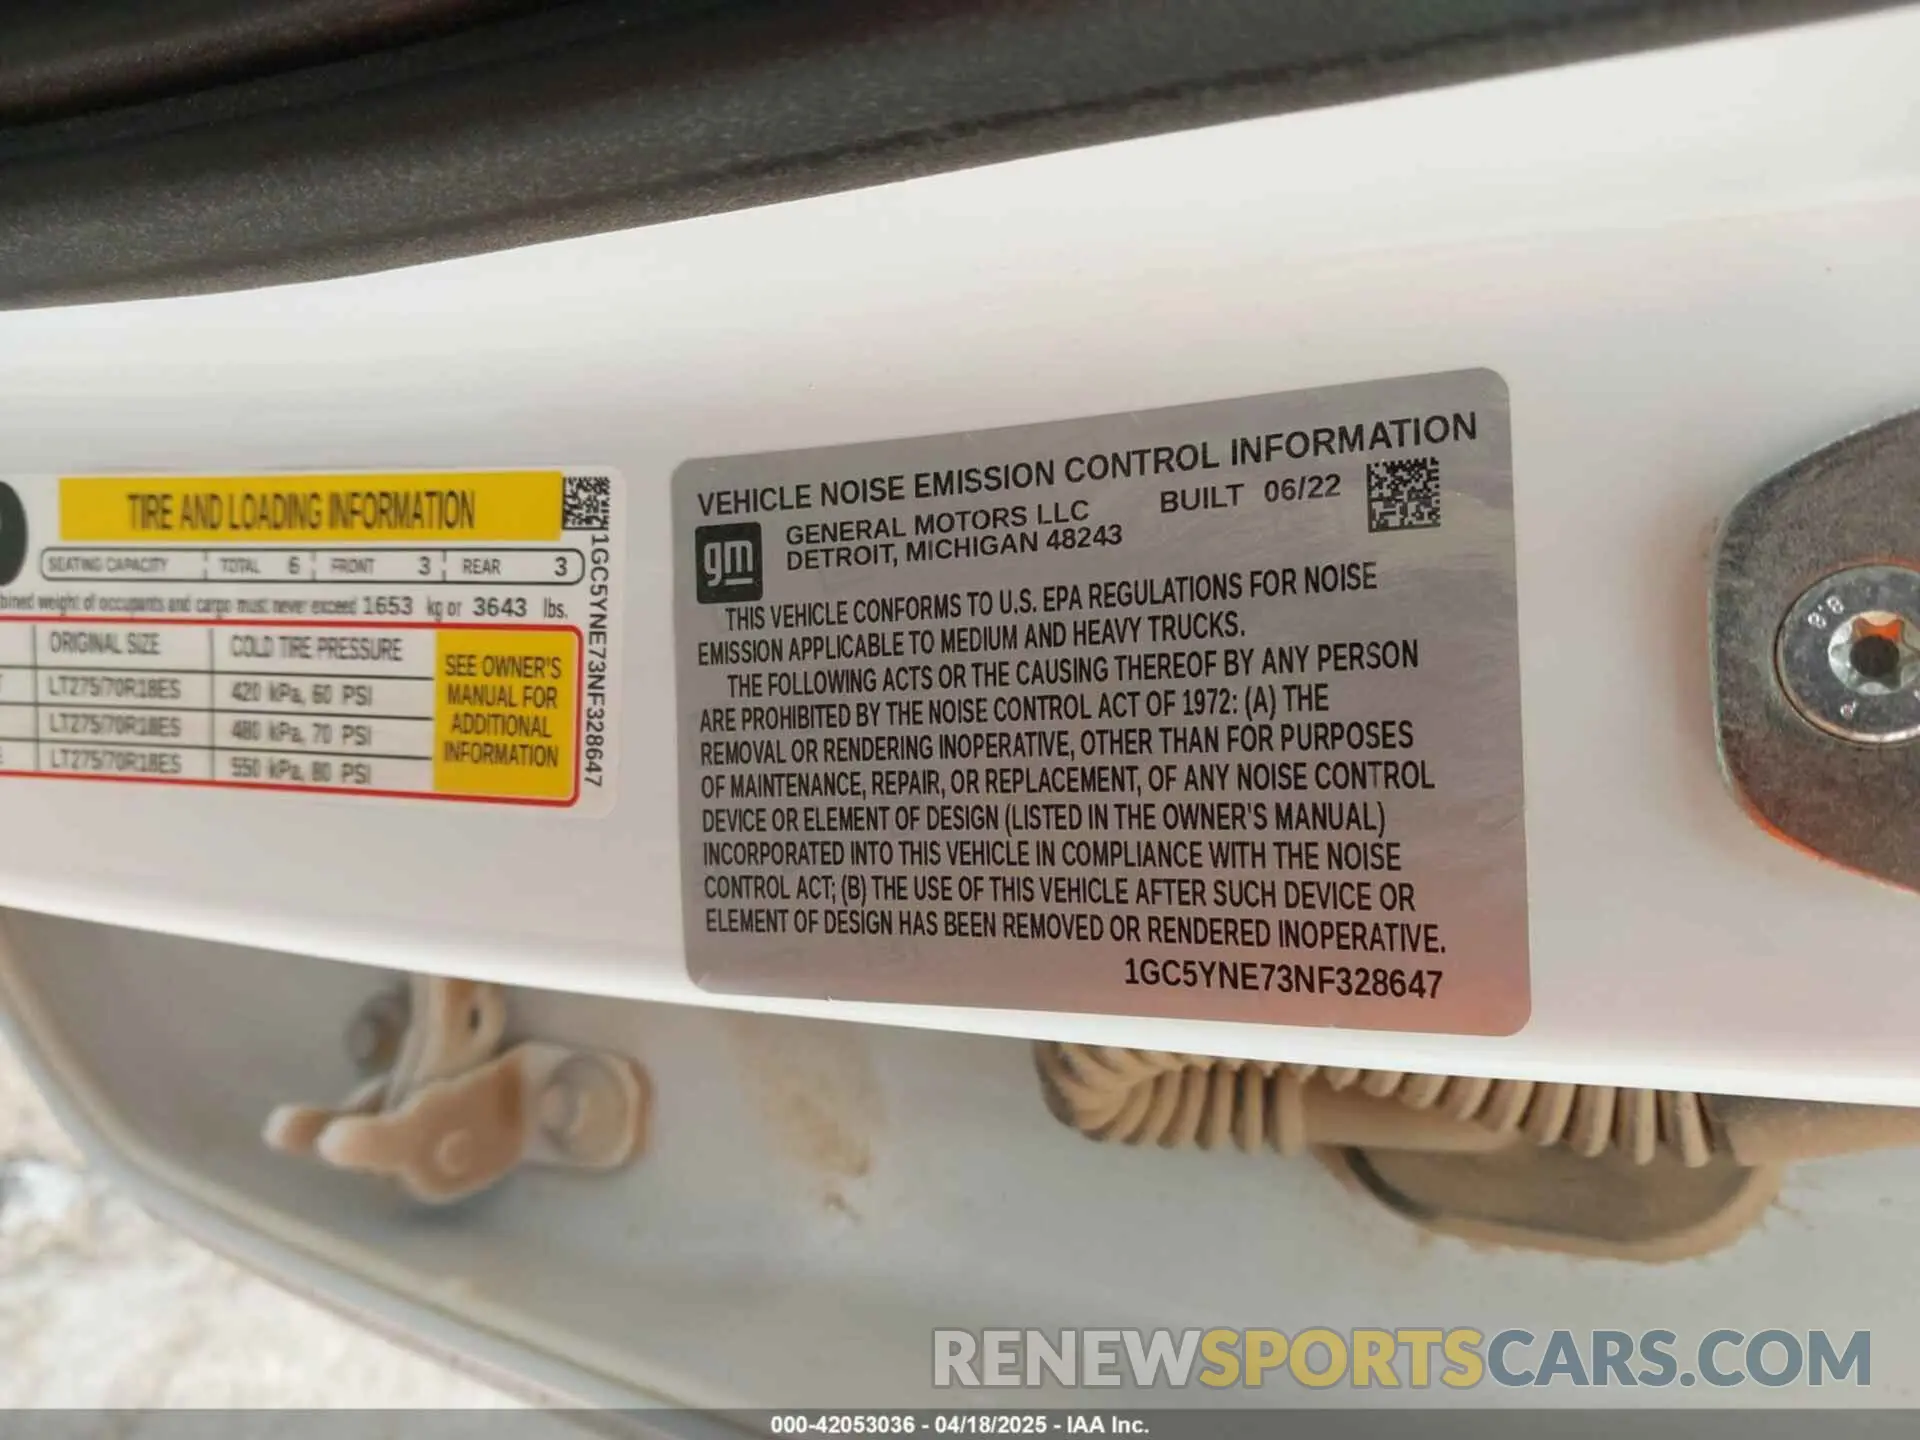 TIRE AND LOADING INFORMATION
SEATING CAPACITY TOTAL 6 FRONT 3 REAR 3
bined weight of occupants and cargo must never exceed 1653 kg or 3643 lbs.
ORIGINAL SIZE COLD TIRE PRESSURE
LT275/70R18ES 420 kPa, 60 PSI
LT275/70R18ES 480 kPa, 70 PSI
LT275/70R18ES 550 kPa, 80 PSI
SEE OWNER'S
MANUAL FOR
ADDITIONAL
INFORMATION
1GC5YNE73NF328647
VEHICLE NOISE EMISSION CONTROL INFORMATION
gm
GENERAL MOTORS LLC BUILT 06/22
DETROIT, MICHIGAN 48243
THIS VEHICLE CONFORMS TO U.S. EPA REGULATIONS FOR NOISE
EMISSION APPLICABLE TO MEDIUM AND HEAVY TRUCKS.
THE FOLLOWING ACTS OR THE CAUSING THEREOF BY ANY PERSON
ARE PROHIBITED BY THE NOISE CONTROL ACT OF 1972: (A) THE
REMOVAL OR RENDERING INOPERATIVE, OTHER THAN FOR PURPOSES
OF MAINTENANCE, REPAIR, OR REPLACEMENT, OF ANY NOISE CONTROL
DEVICE OR ELEMENT OF DESIGN (LISTED IN THE OWNER'S MANUAL)
INCORPORATED INTO THIS VEHICLE IN COMPLIANCE WITH THE NOISE
CONTROL ACT; (B) THE USE OF THIS VEHICLE AFTER SUCH DEVICE OR
ELEMENT OF DESIGN HAS BEEN REMOVED OR RENDERED INOPERATIVE.
1GC5YNE73NF328647
8.8
RENEWSPORTSCARS.COM
000-42053036 - 04/18/2025 - IAA Inc.